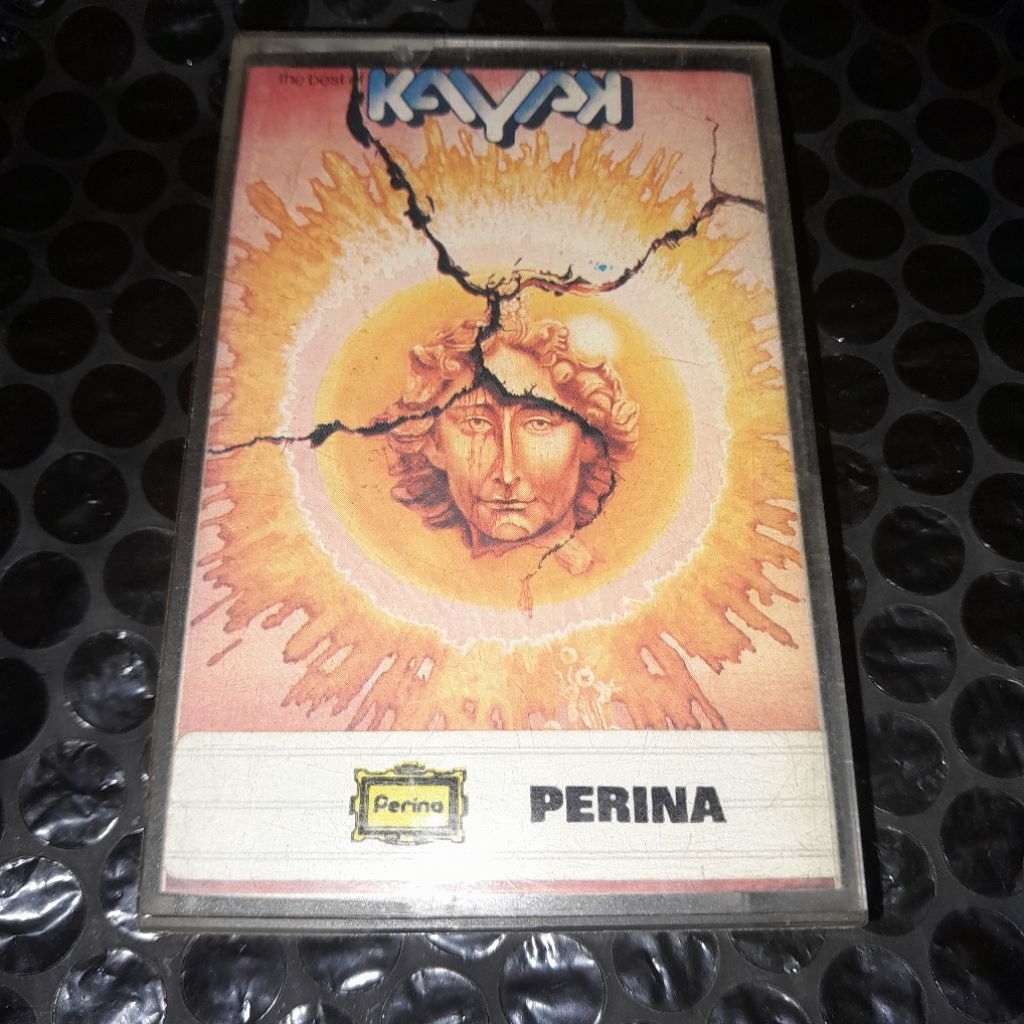 the best of
KAYAK
Perina
PERINA